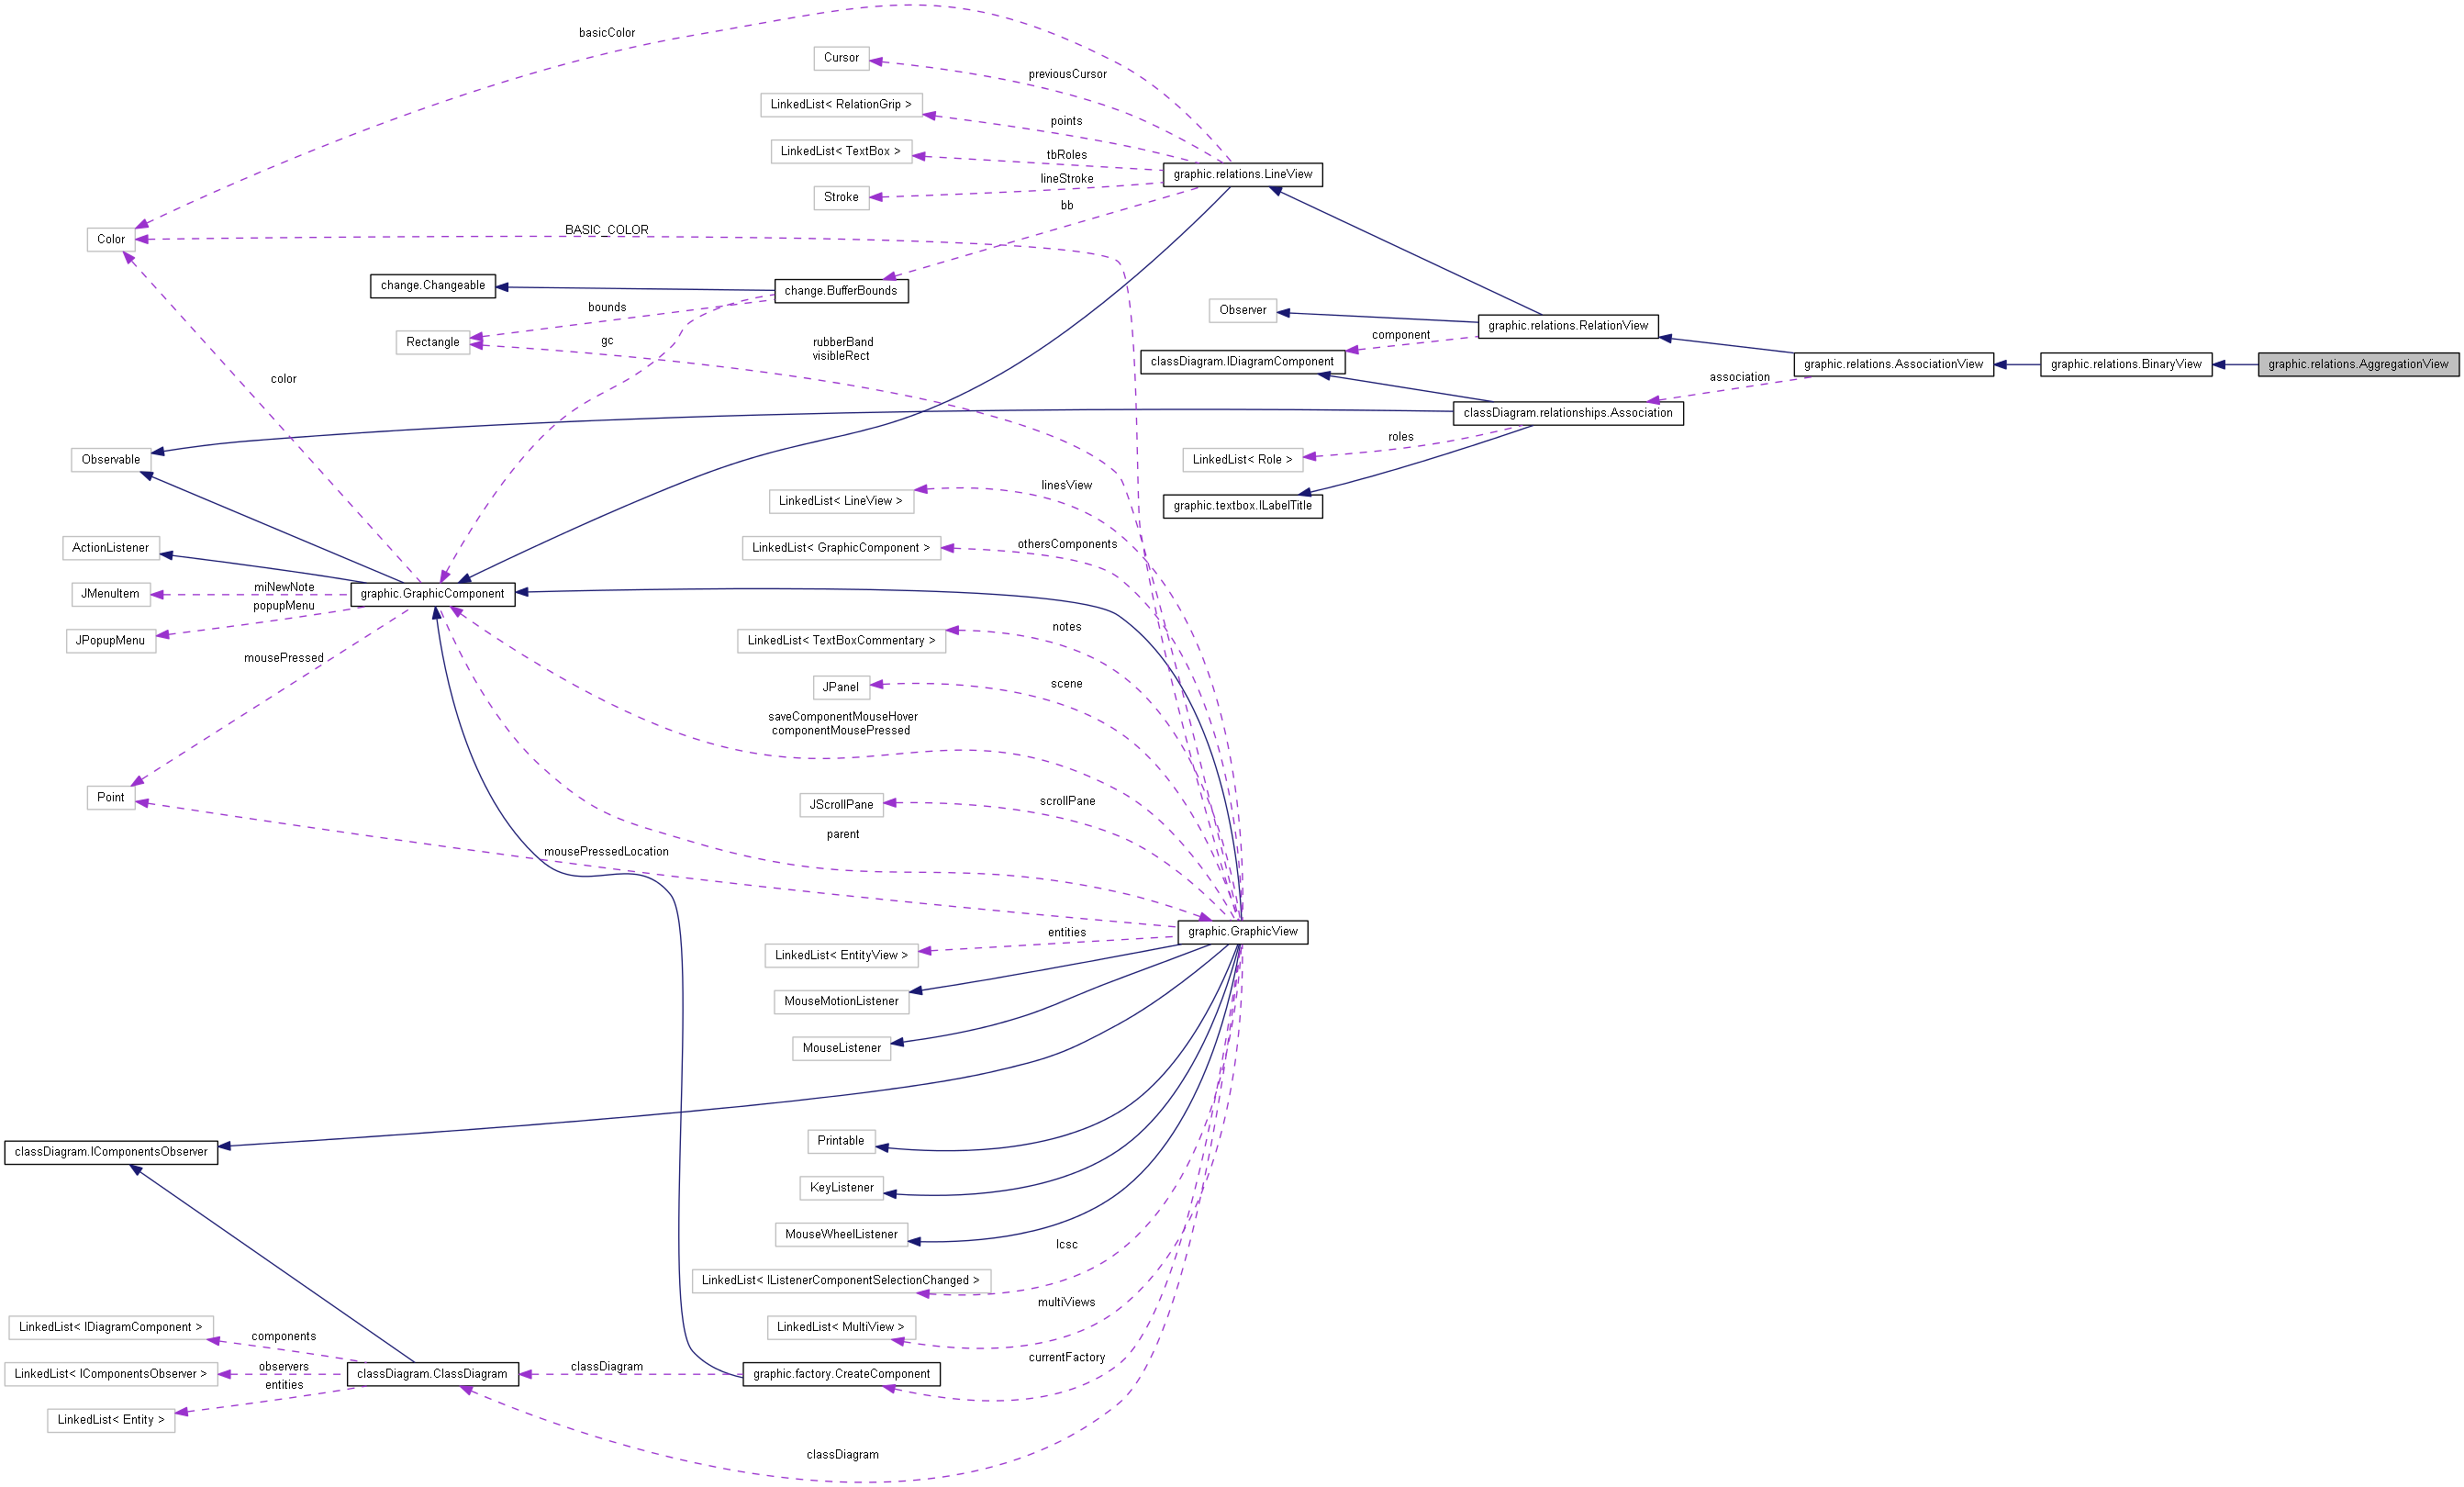 basicColor
Cursor
previousCursor
LinkedList< RelationGrip >
points
LinkedList< TextBox >
tbRoles
graphic.relations.LineView
lineStroke
Stroke
bb
Color
BASIC_COLOR
change.Changeable
change.BufferBounds
bounds
Observer
graphic.relations.RelationView
Rectangle
gc
rubberBand
visibleRect
component
classDiagram.IDiagramComponent
graphic.relations.AssociationView
graphic.relations.BinaryView
graphic.relations.AggregationView
color
association
classDiagram.relationships.Association
roles
Observable
LinkedList< Role >
linesView
LinkedList< LineView >
graphic.textbox.ILabelTitle
ActionListener
LinkedList< GraphicComponent >
othersComponents
miNewNote
JMenuItem
graphic.GraphicComponent
popupMenu
JPopupMenu
LinkedList< TextBoxCommentary >
notes
mousePressed
JPanel
scene
saveComponentMouseHover
componentMousePressed
Point
JScrollPane
scrollPane
parent
mousePressedLocation
graphic.GraphicView
entities
LinkedList< EntityView >
MouseMotionListener
MouseListener
Printable
classDiagram.IComponentsObserver
KeyListener
MouseWheelListener
lcsc
LinkedList< IListenerComponentSelectionChanged >
multiViews
LinkedList< IDiagramComponent >
components
LinkedList< MultiView >
currentFactory
observers
LinkedList< IComponentsObserver >
classDiagram.ClassDiagram
classDiagram
graphic.factory.CreateComponent
entities
LinkedList< Entity >
classDiagram